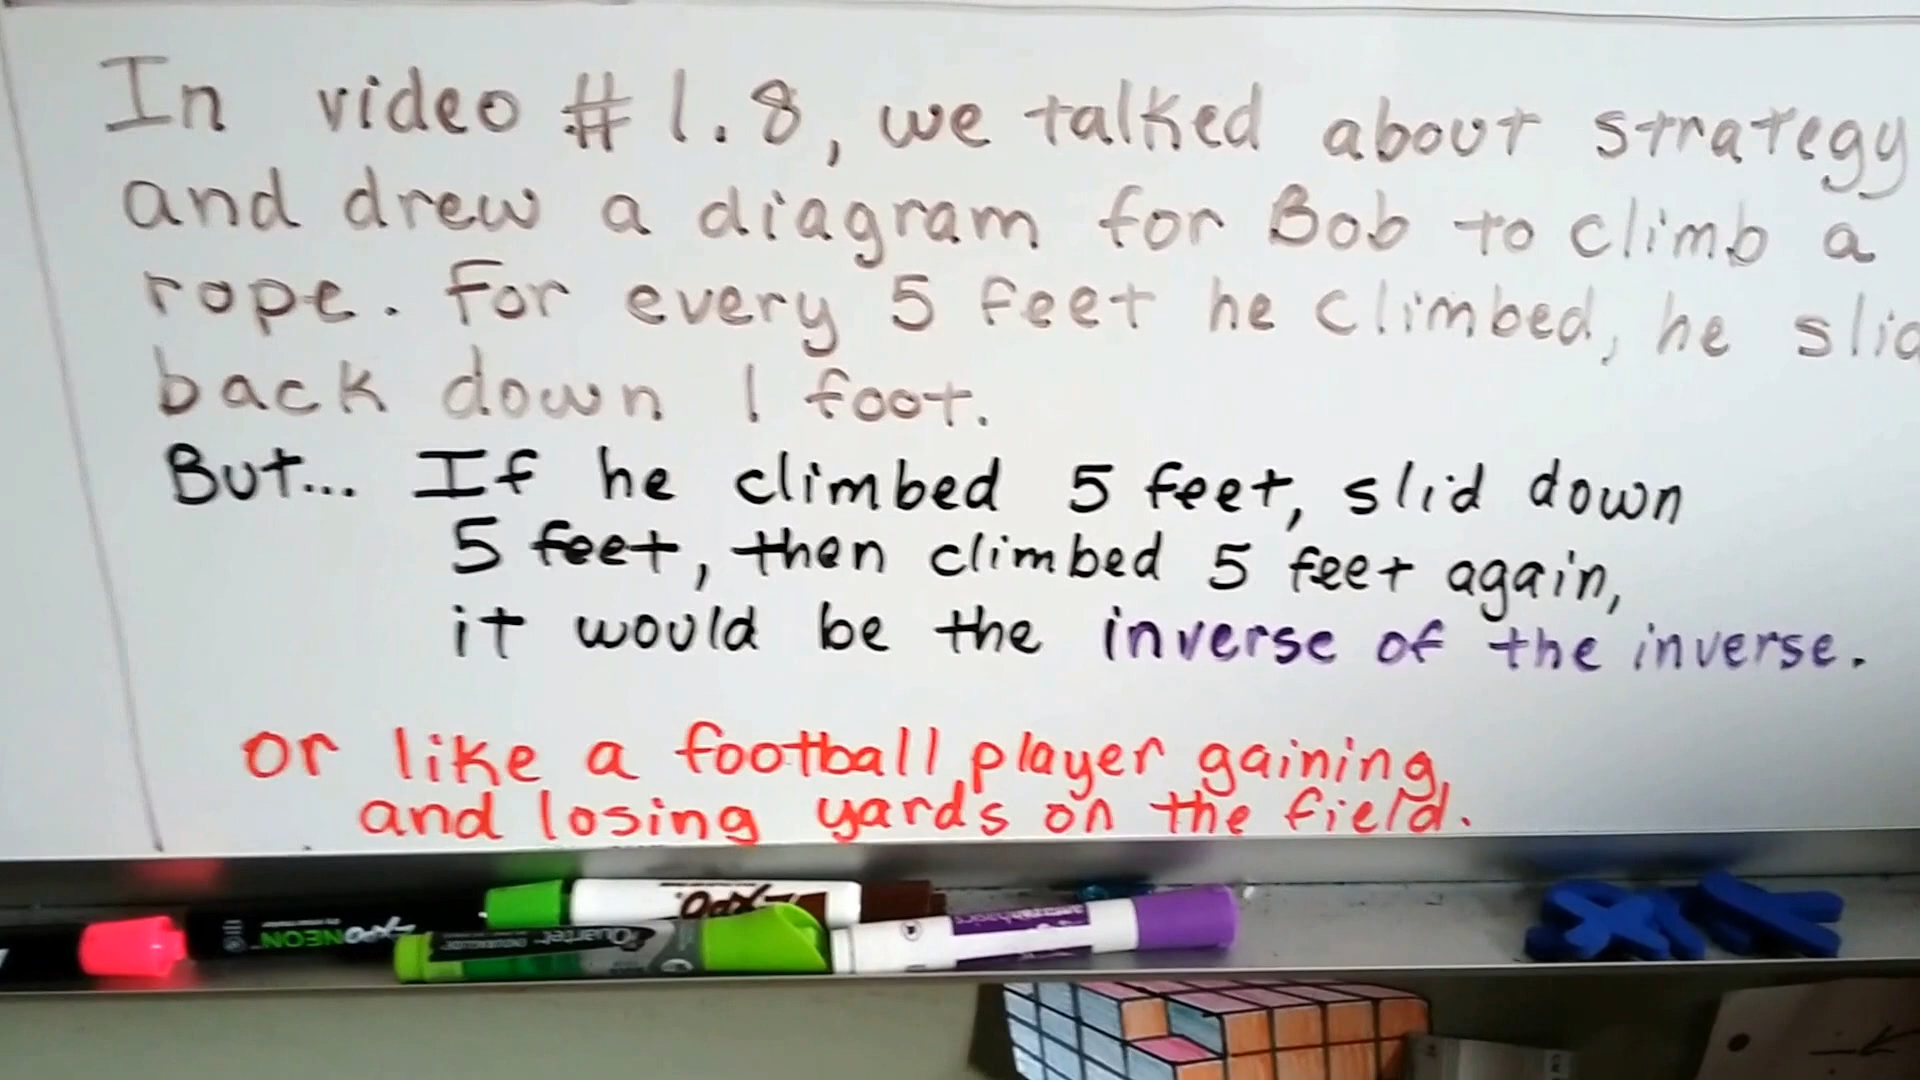 In video #1.8, we talked about strategy
and drew a diagram for Bob to climb a
rope. For every 5 feet he climbed, he slid
back down 1 foot.
But... If he climbed 5 feet, slid down
5 feet, then climbed 5 feet again,
it would be the inverse of the inverse.
or like a football player gaining
and losing yards on the field.
EXPO NEON
EXPO
Quartet